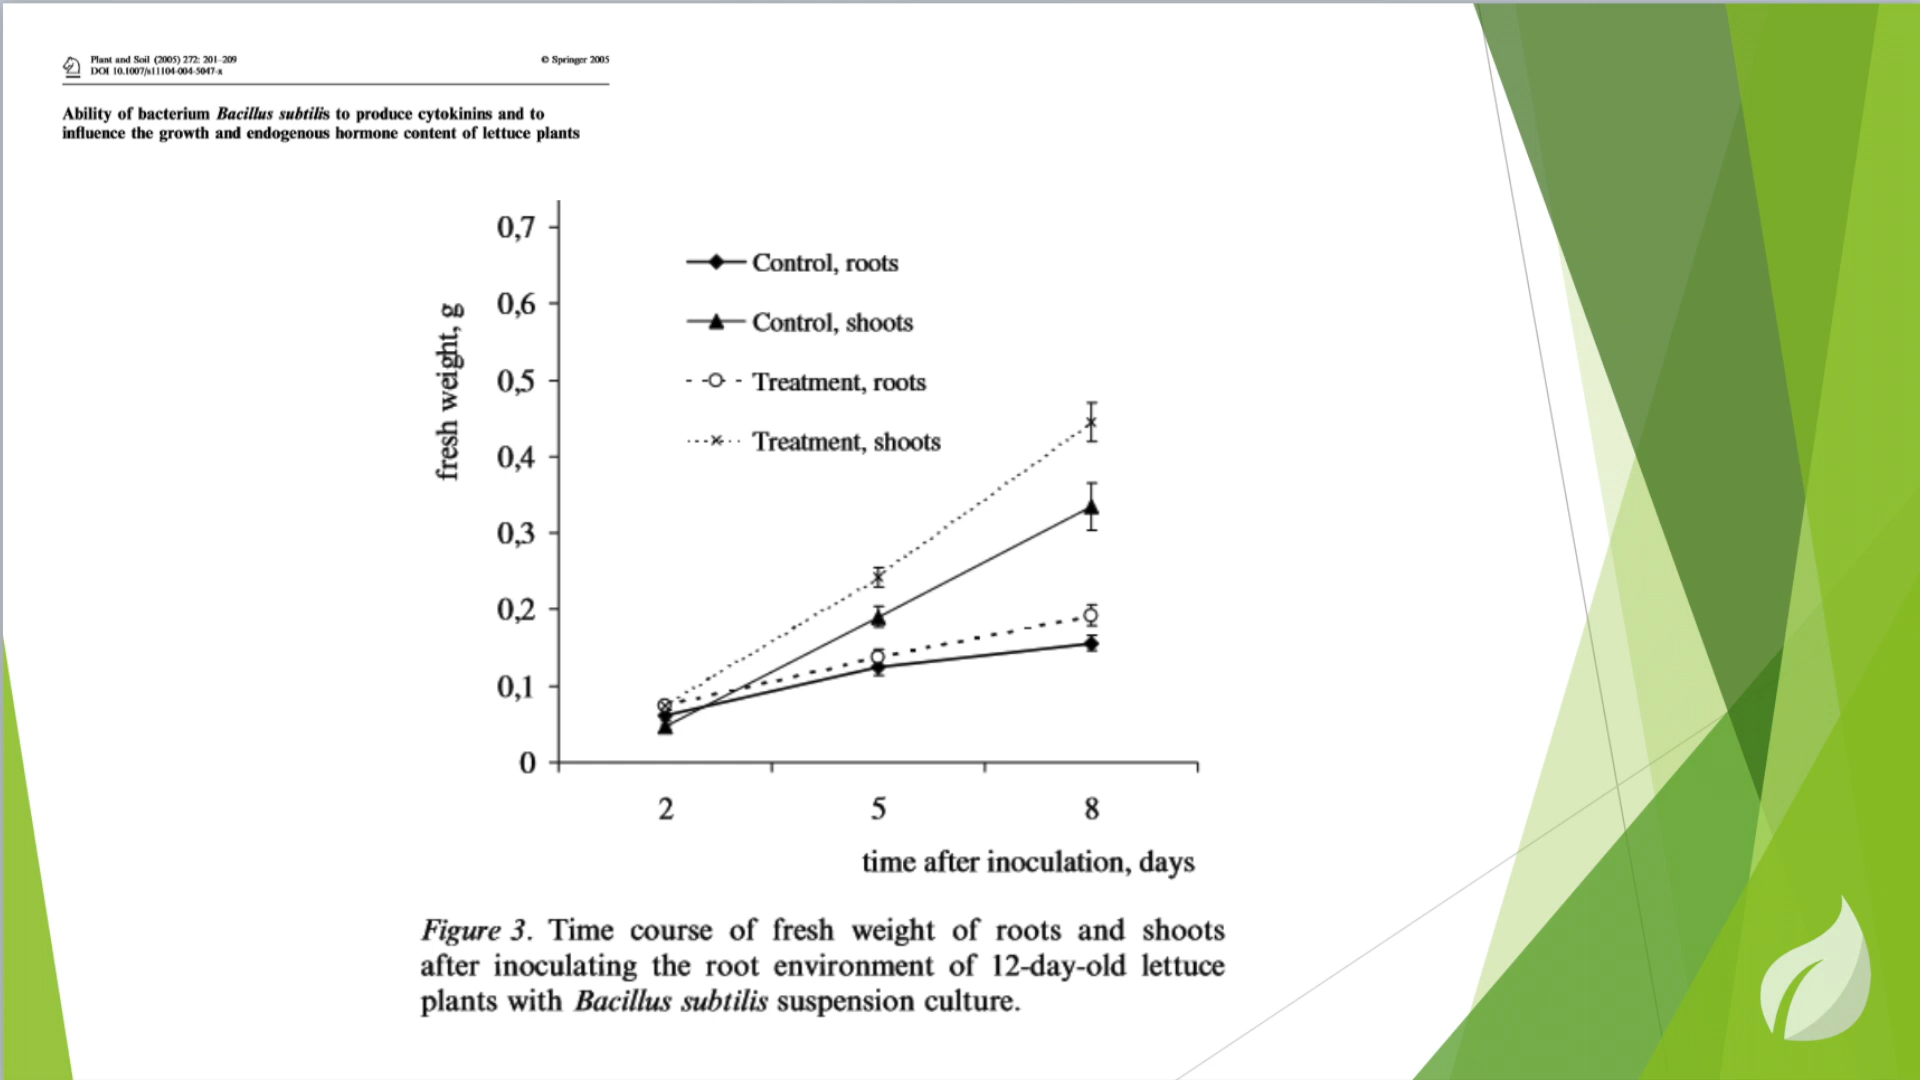 Plant and Soil (2005) 272: 201–209
© Springer 2005
DOI 10.1007/s11104-004-5047-x
Ability of bacterium Bacillus subtilis to produce cytokinins and to
influence the growth and endogenous hormone content of lettuce plants
0,7
0,6
0,5
0,4
0,3
0,2
0,1
0
fresh weight, g
Control, roots
Control, shoots
Treatment, roots
Treatment, shoots
2 5 8
time after inoculation, days
Figure 3. Time course of fresh weight of roots and shoots
after inoculating the root environment of 12-day-old lettuce
plants with Bacillus subtilis suspension culture.